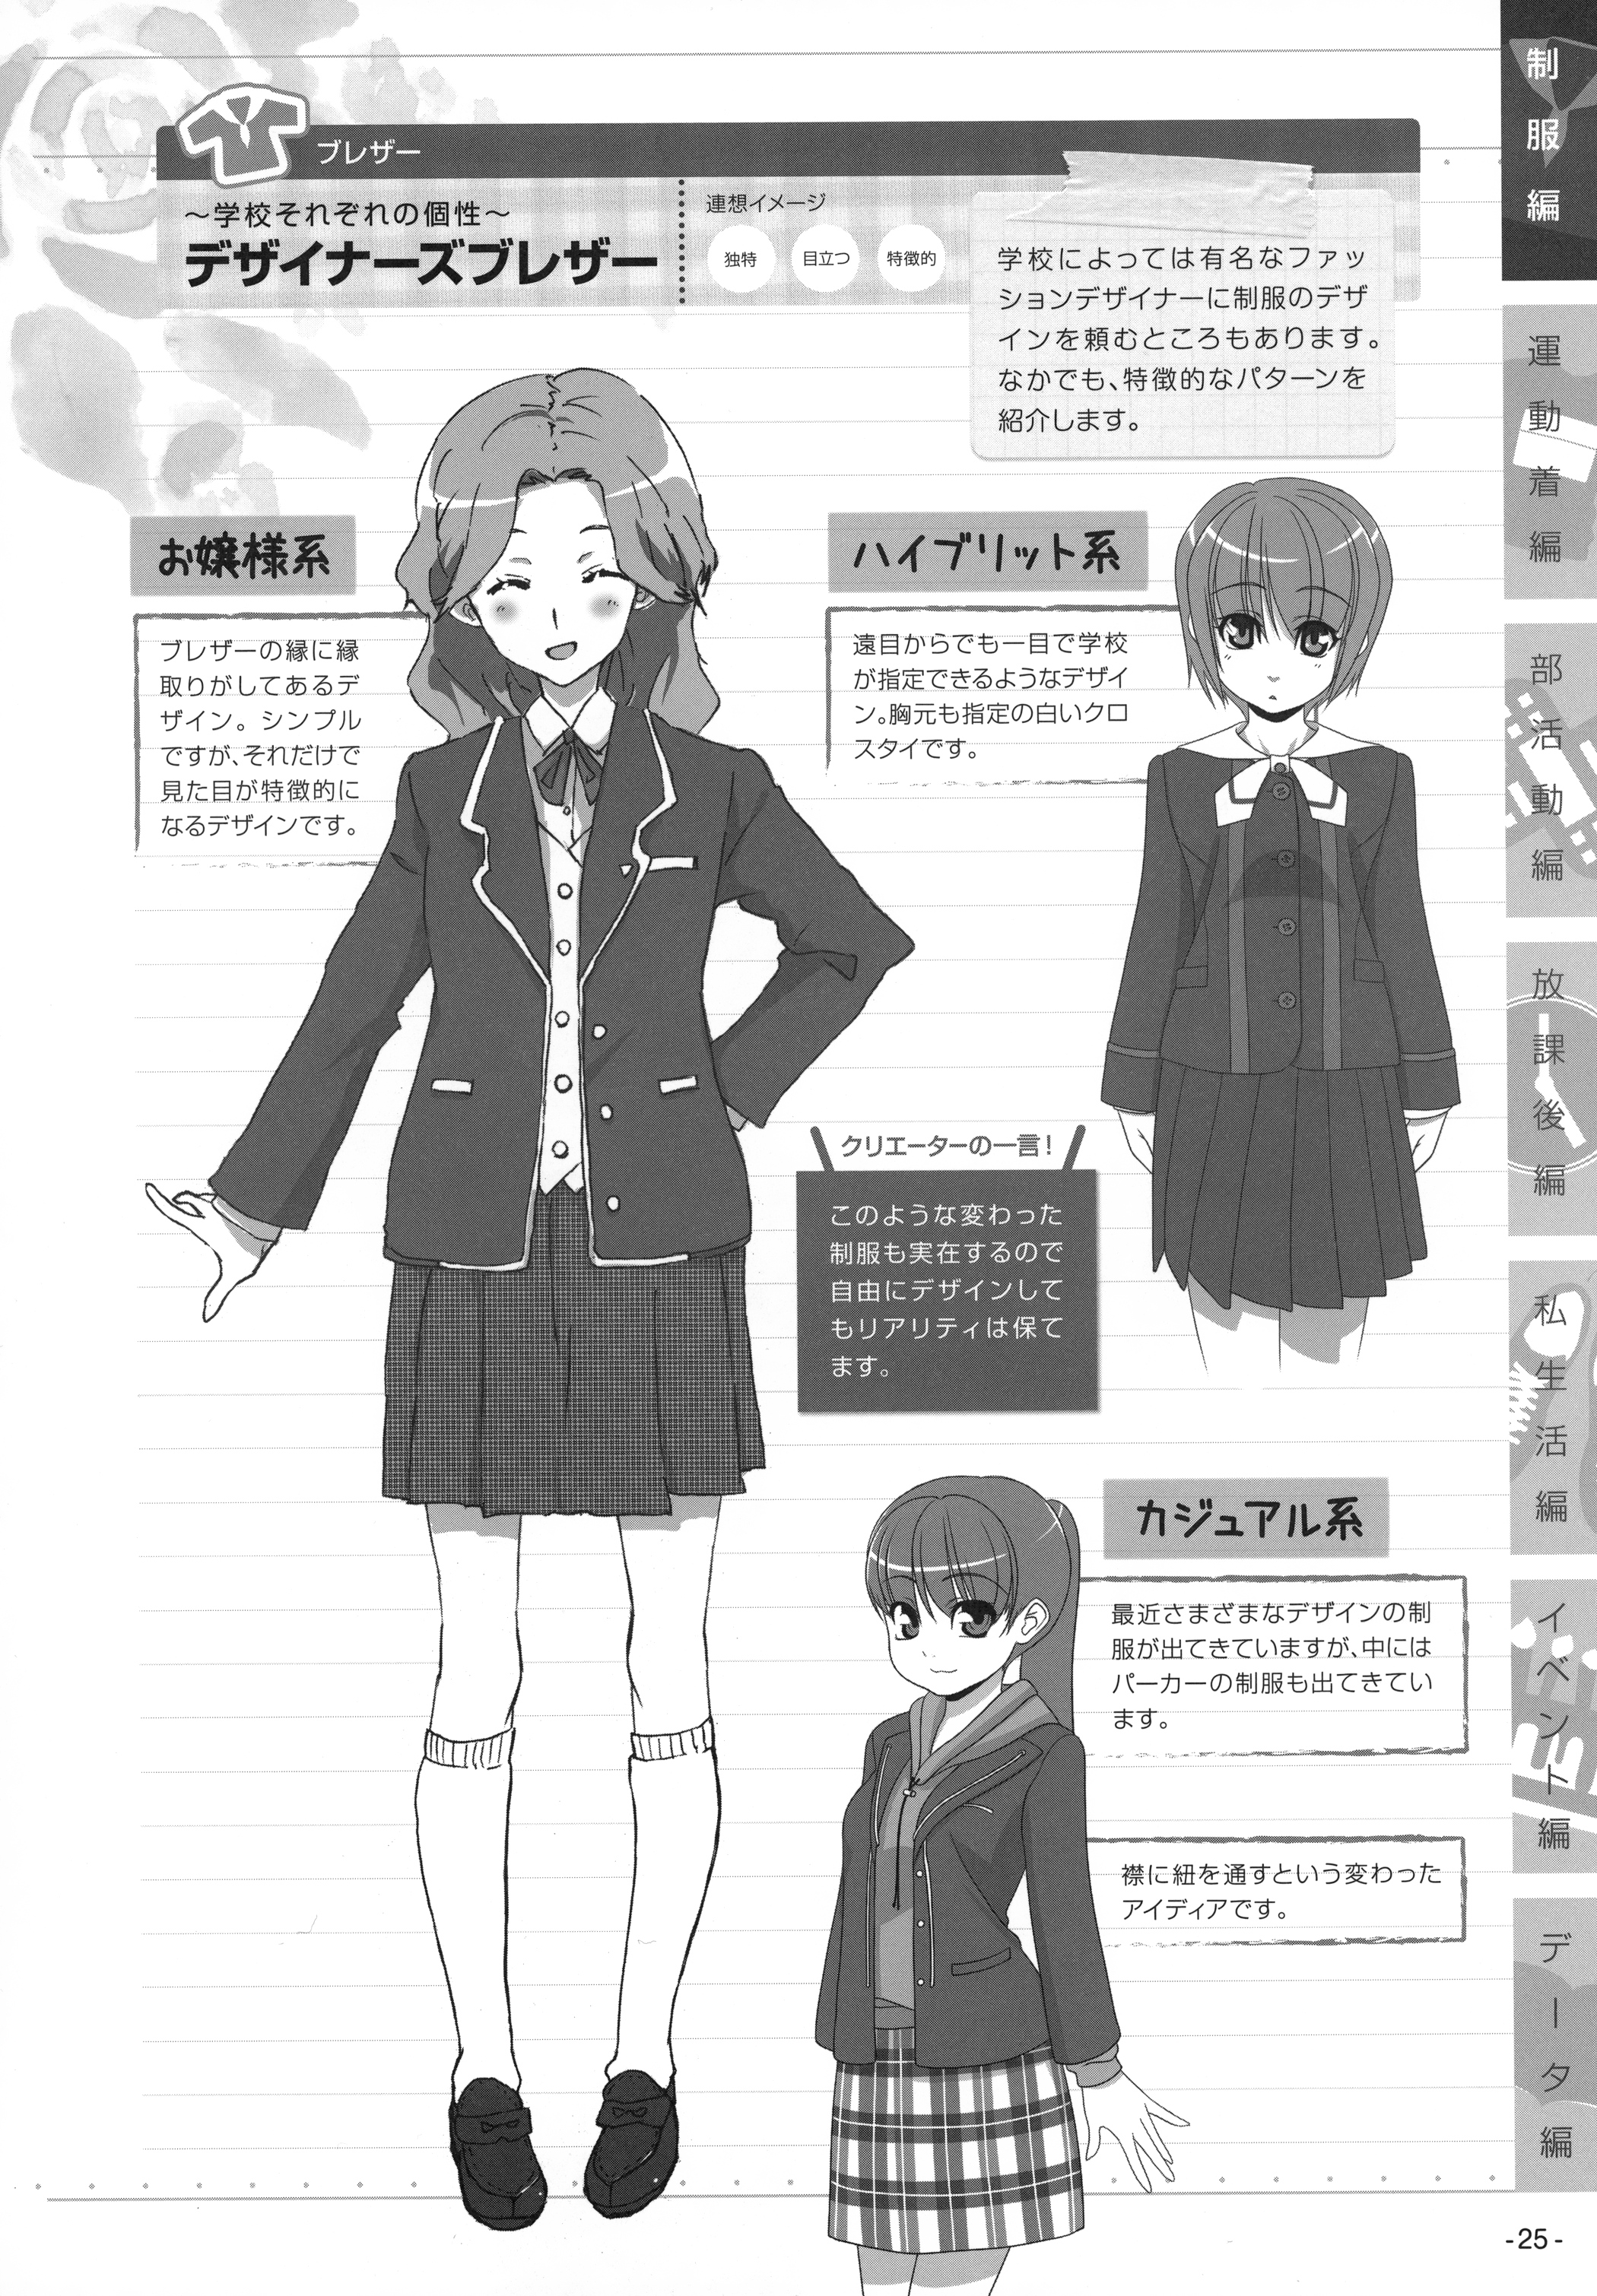 ブレザー
～学校それぞれの個性～
デザイナーズブレザー
連想イメージ
独特
目立つ
特徴的
学校によっては有名なファッ
ションデザイナーに制服のデザ
インを頼むところもあります。
なかでも、特徴的なパターンを
紹介します。
お嬢様系
ブレザーの縁に縁
取りがしてあるデ
ザイン。シンプル
ですが、それだけで
見た目が特徴的に
なるデザインです。
ハイブリット系
遠目からでも一目で学校
が指定できるようなデザイ
ン。胸元も指定の白いクロ
スタイです。
クリエーターの一言!
このような変わった
制服も実在するので
自由にデザインして
もリアリティは保て
ます。
カジュアル系
最近さまざまなデザインの制
服が出てきていますが、中には
パーカーの制服も出てきてい
ます。
襟に紐を通すという変わった
アイディアです。
制服編
運動着編
部活動編
放課後編
私生活編
イベント編
データ編
-25-